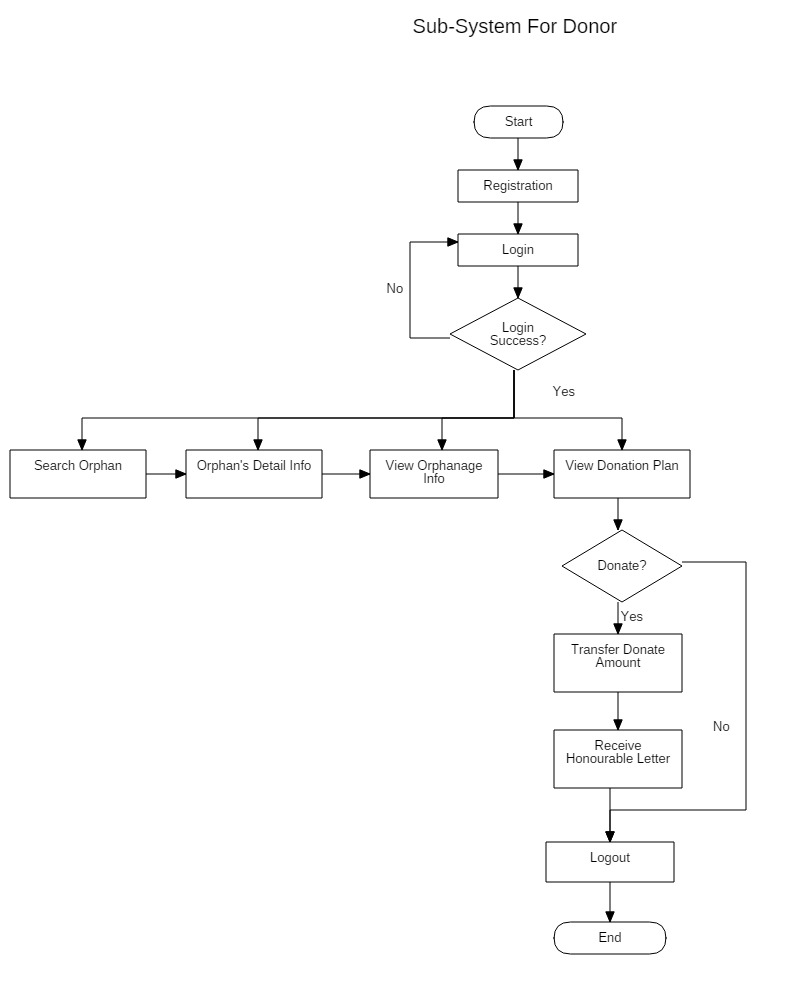 Sub-System For Donor
Start
Registration
Login
No
Login
Success?
Yes
Search Orphan
Orphan's Detail Info
View Orphanage
Info
View Donation Plan
Donate?
Yes
Transfer Donate
Amount
No
Receive
Honourable Letter
Logout
End